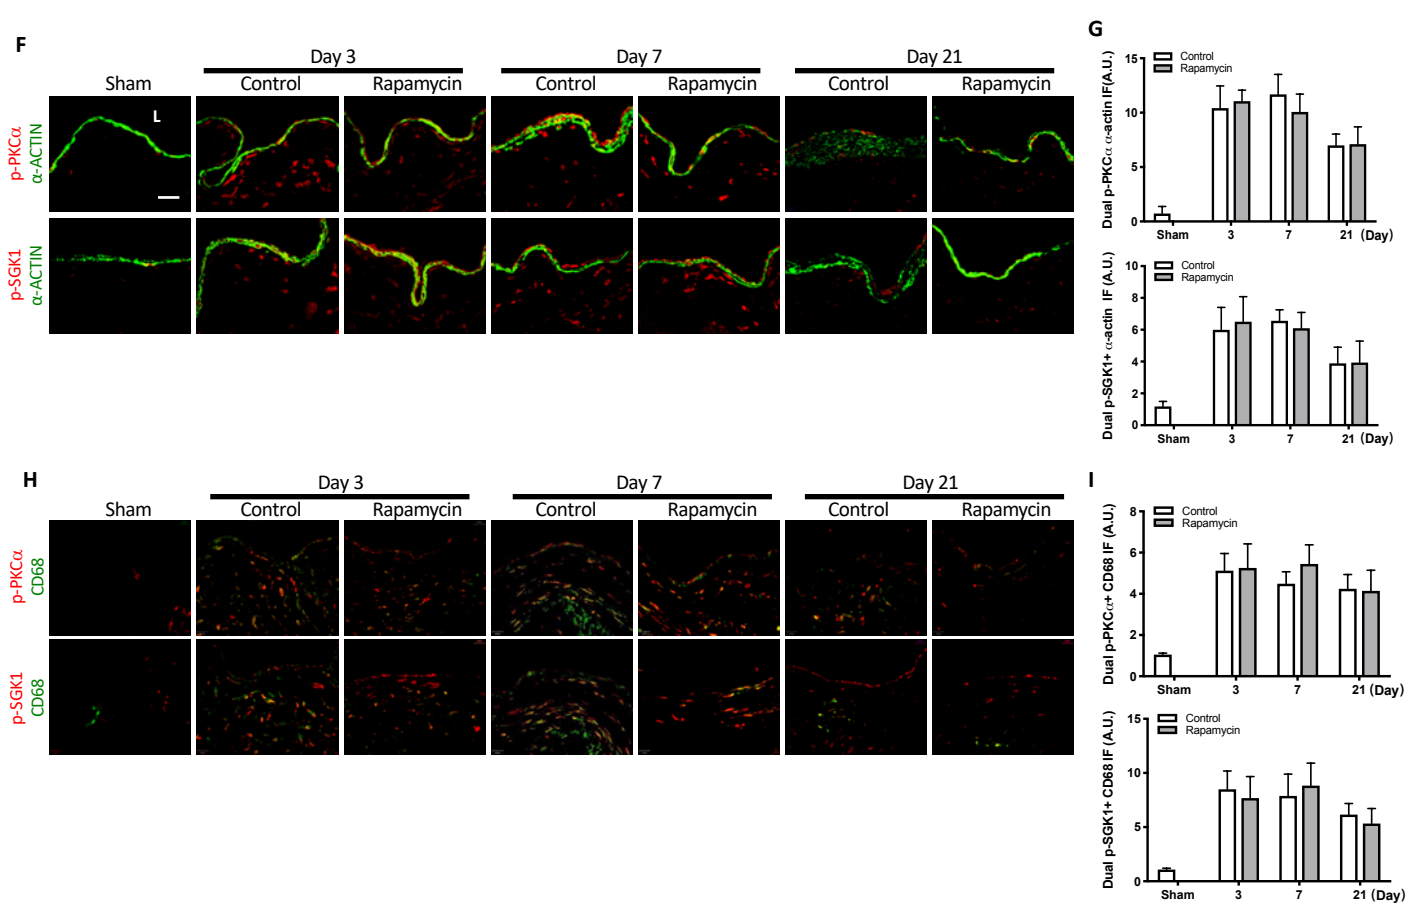 F
Day 3
Day 7
Day 21
Sham
Control
Rapamycin
Control
Rapamycin
Control
Rapamycin
p-PKCα
α-ACTIN
L
p-SGK1
α-ACTIN
G
Control
Rapamycin
Dual p-PKCα α-actin IF(A.U.)
15
10
5
0
Sham
3
7
21 (Day)
Control
Rapamycin
Dual p-SGK1+ α-actin IF (A.U.)
10
8
6
4
2
0
Sham
3
7
21 (Day)
H
Day 3
Day 7
Day 21
Sham
Control
Rapamycin
Control
Rapamycin
Control
Rapamycin
p-PKCα
CD68
p-SGK1
CD68
I
Control
Rapamycin
Dual p-PKCα+ CD68 IF (A.U.)
8
6
4
2
0
Sham
3
7
21 (Day)
Control
Rapamycin
Dual p-SGK1+ CD68 IF (A.U.)
15
10
5
0
Sham
3
7
21 (Day)